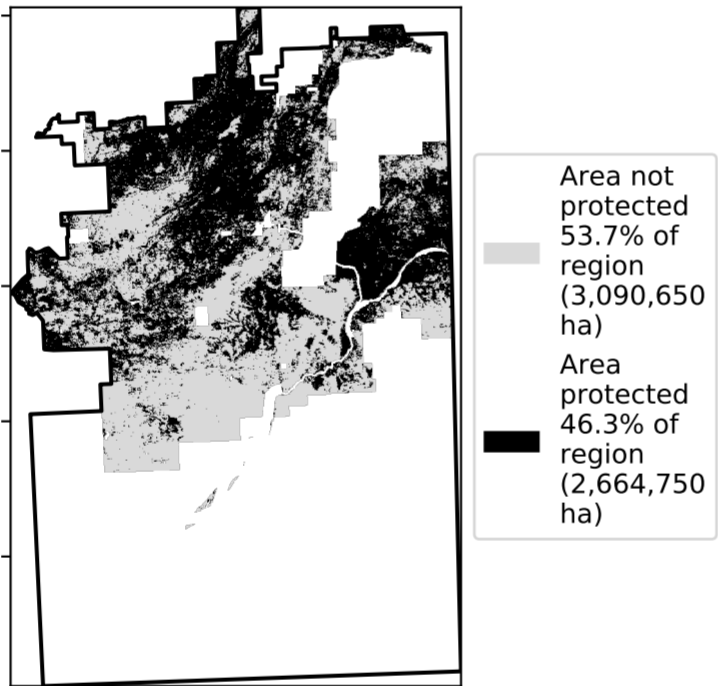 Area not
protected
53.7% of
region
(3,090,650
ha)
Area
protected
46.3% of
region
(2,664,750
ha)